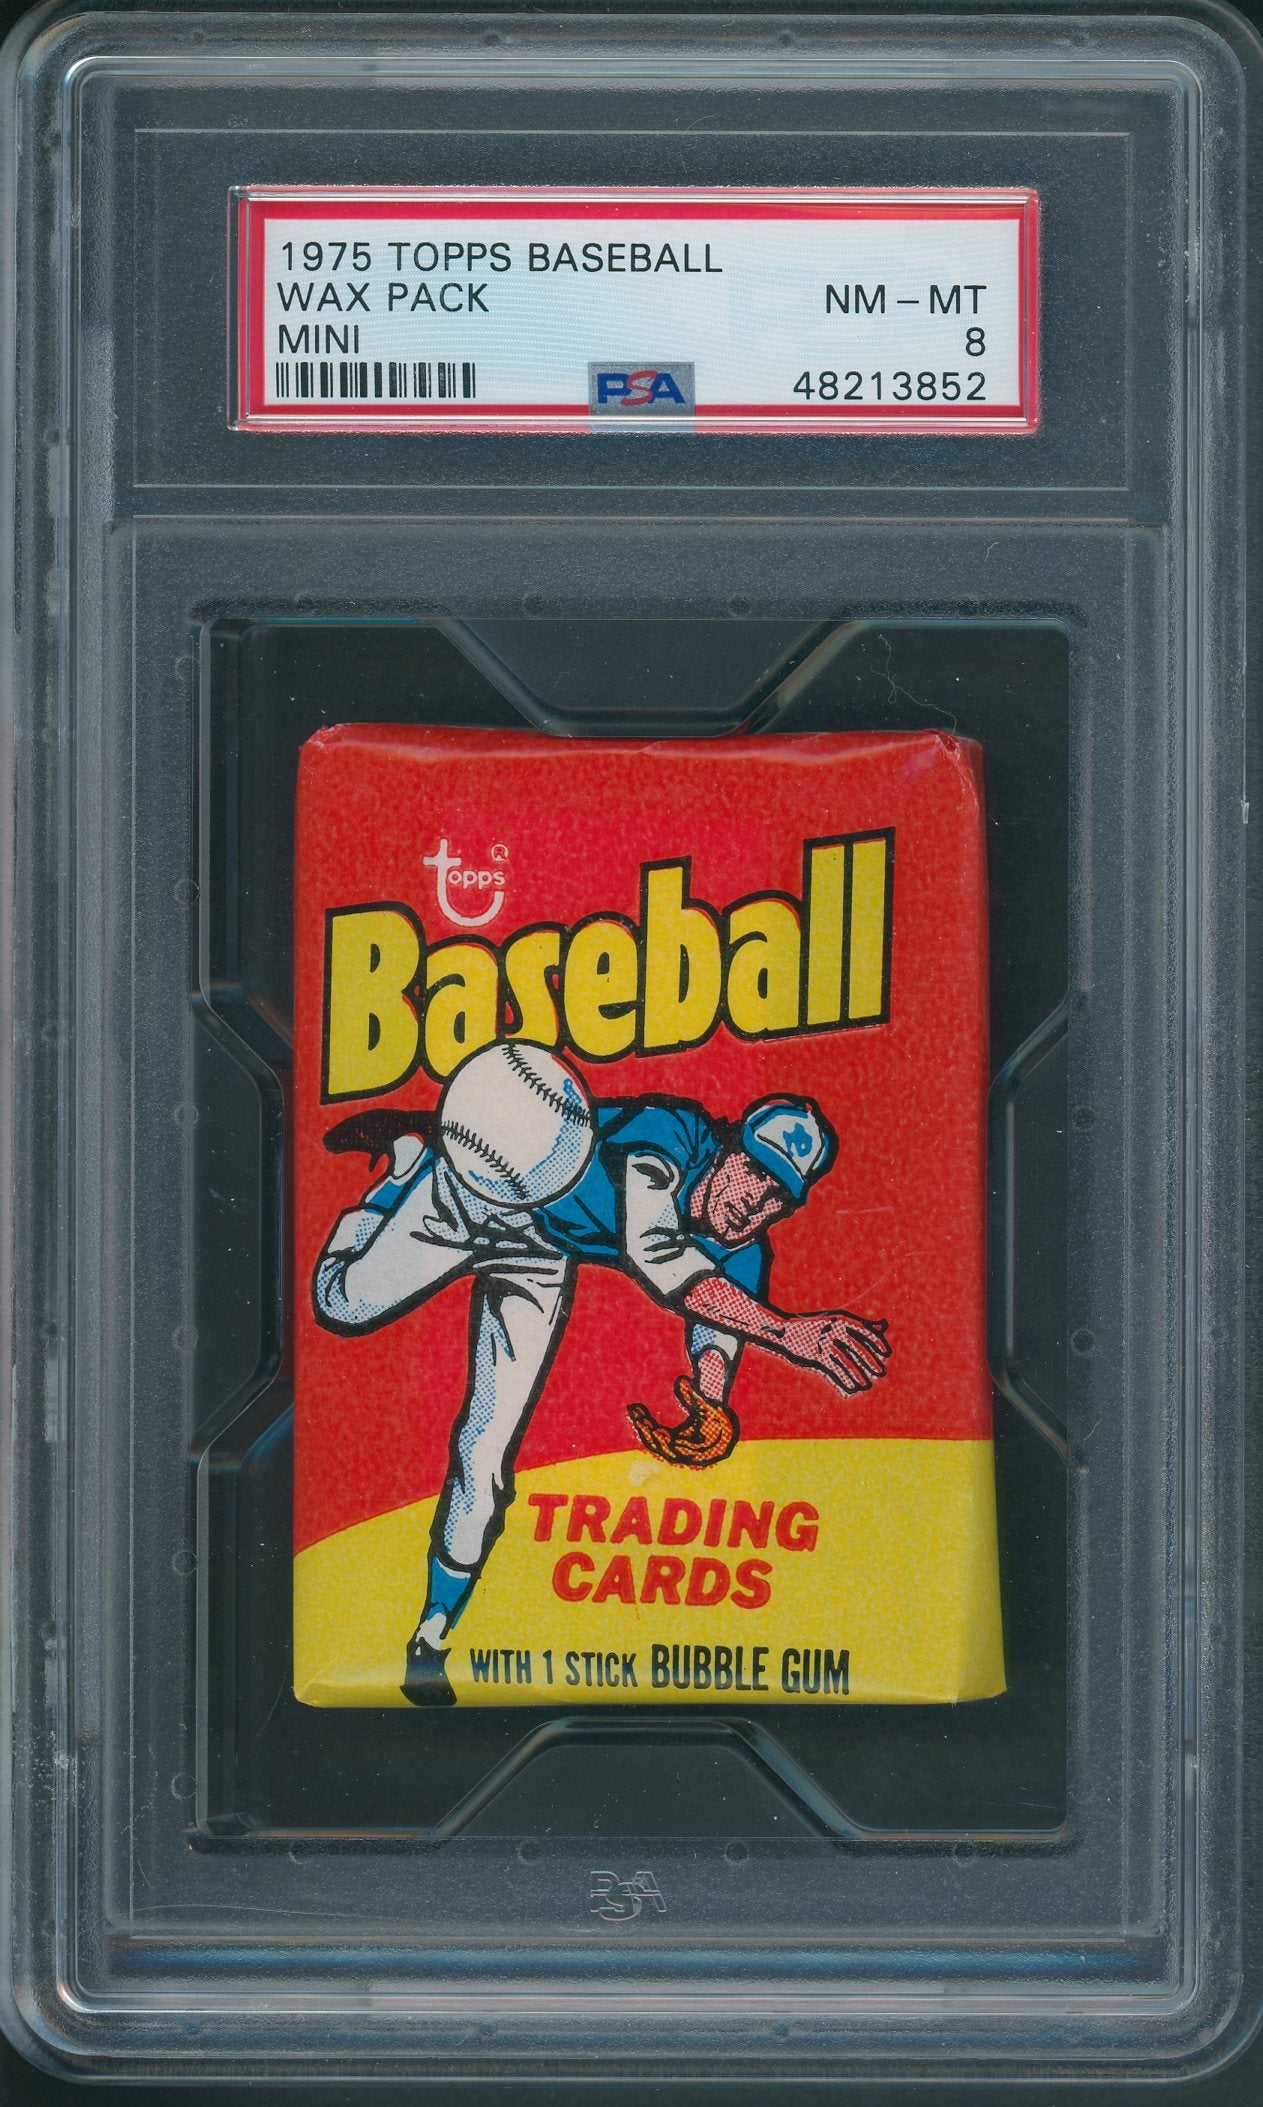 1975 TOPPS BASEBALL
WAX PACK
NM - MT
MINI
8
PSA
48213852
topps ®
Baseball
TRADING
CARDS
WITH 1 STICK BUBBLE GUM
PSA